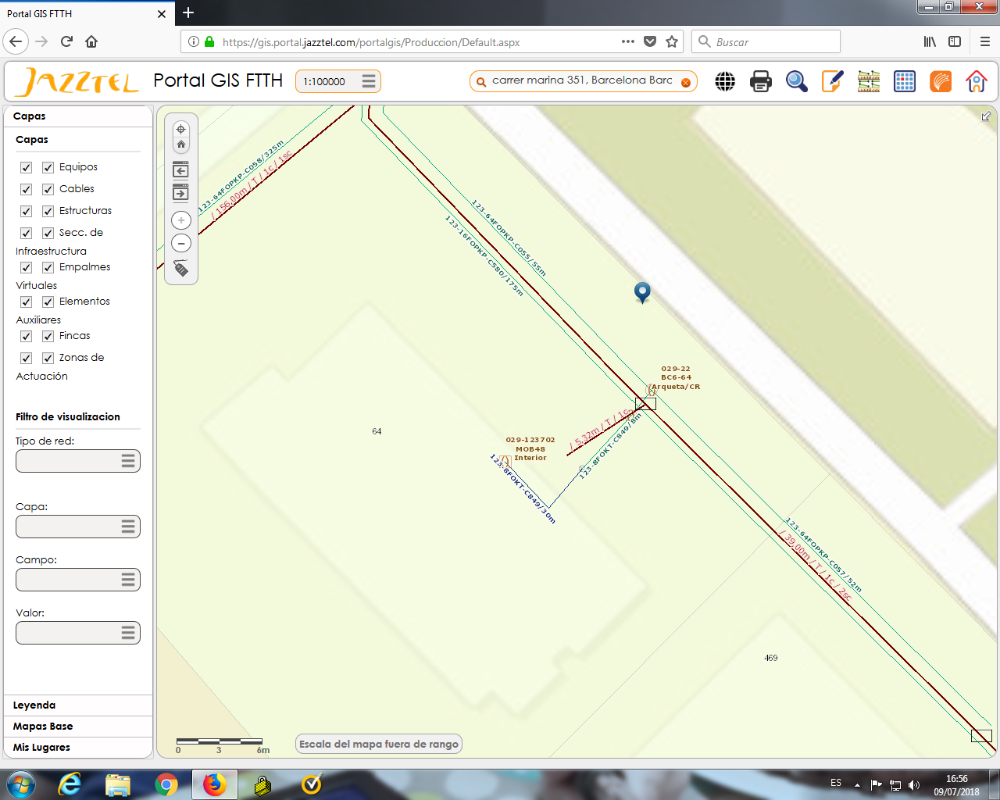 Portal GIS FTTH
https://gis.portal.jazztel.com/portalgis/Produccion/Default.aspx
Buscar
JAZZTEL
Portal GIS FTTH
1:100000
carrer marina 351, Barcelona Barc
Capas
Capas
Equipos
Cables
Estructuras
Secc. de
Infraestructura
Empalmes
Virtuales
Elementos
Auxiliares
Fincas
Zonas de
Actuación
Filtro de visualizacion
Tipo de red:
Capa:
Campo:
Valor:
Leyenda
Mapas Base
Mis Lugares
123-64FOPKP-C058/325m
/ 156,00m / T / 1c / 1sc
123-64FOPKP-C055/55m
123-16FOPKP-C580/175m
029-22
BC6-64
Arqueta/CR
/ 5,32m / T / 1c
123-8FOKT-C849/8m
029-123702
MOB48
Interior
123-8FOKT-C849/30m
64
123-64FOPKP-C057/52m
/ 39,00m / T / 1c / 2sc
469
0 3 6m
Escala del mapa fuera de rango
ES
16:56
09/07/2018